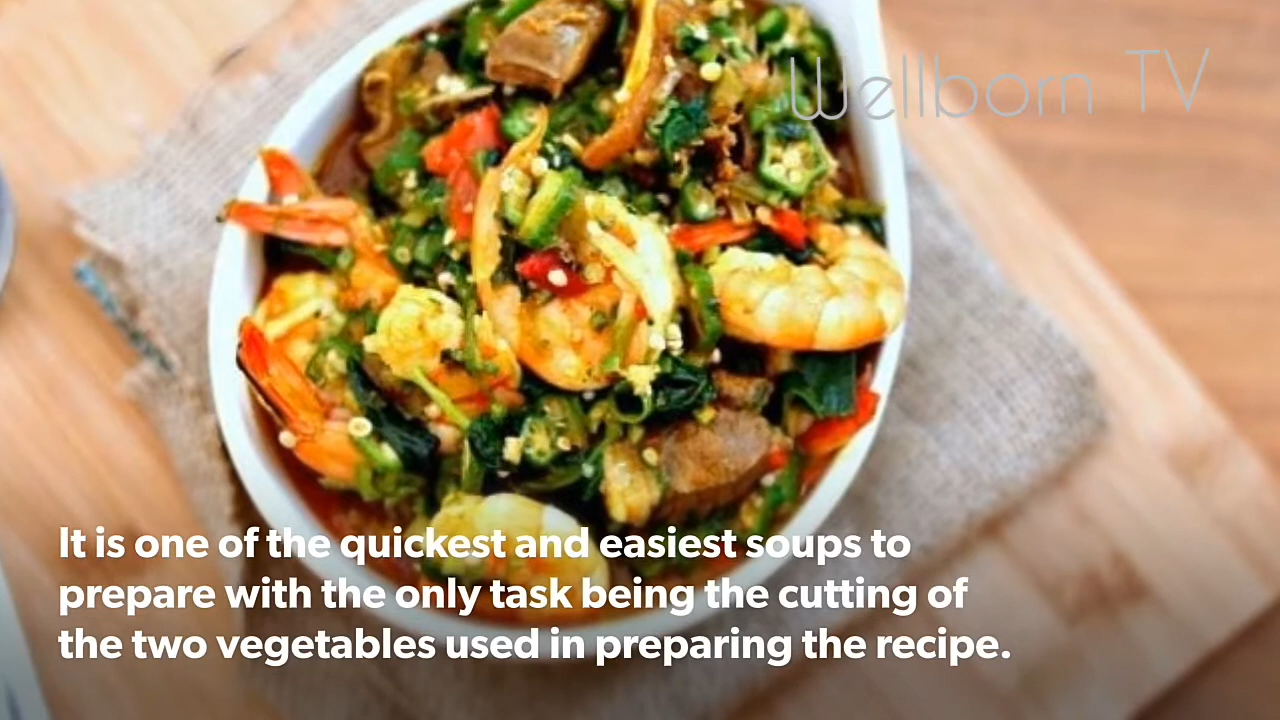 Wellborn TV
It is one of the quickest and easiest soups to
prepare with the only task being the cutting of
the two vegetables used in preparing the recipe.